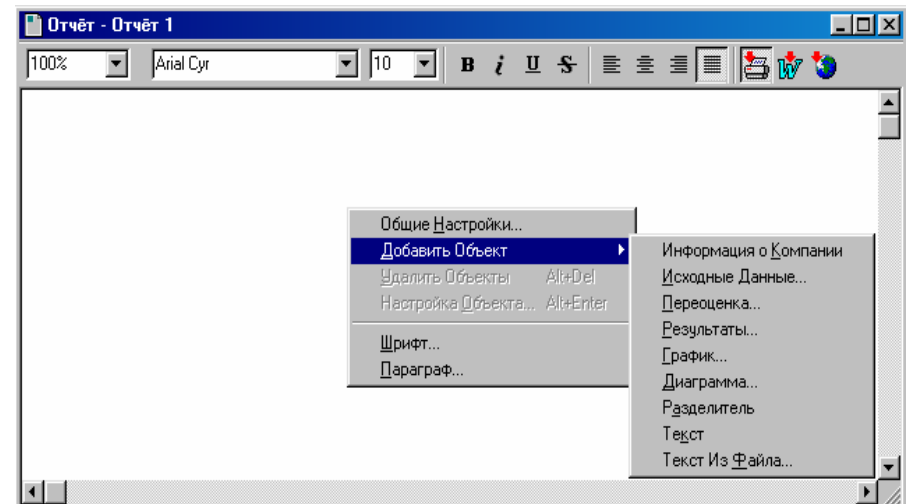 Отчёт - Отчёт 1
100% Arial Cyr 10 B i U S
Общие Настройки...
Добавить Объект
Удалить Объекты Alt+Del
Настройка Объекта... Alt+Enter
Шрифт...
Параграф...
Информация о Компании
Исходные Данные...
Переоценка...
Результаты...
График...
Диаграмма...
Разделитель
Текст
Текст Из Файла...